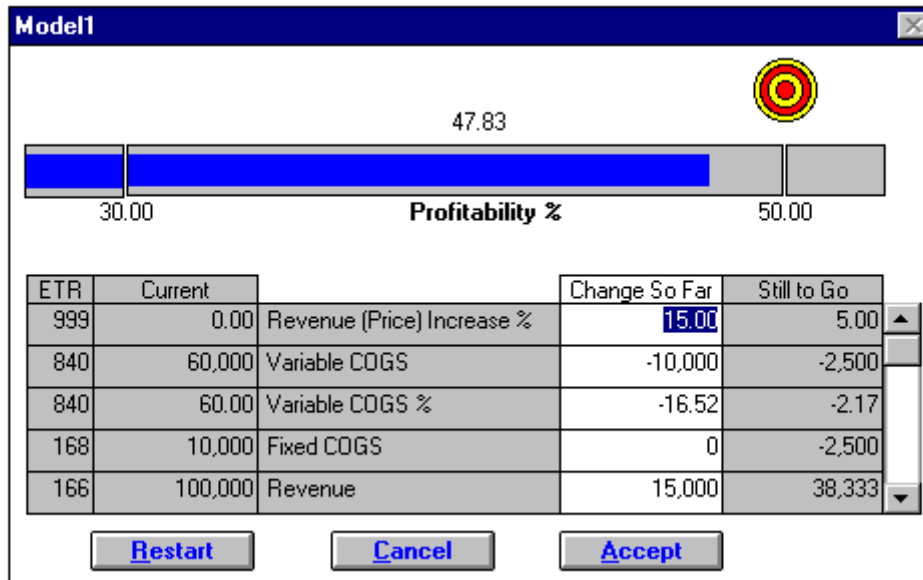 Model1
47.83
30.00 Profitability % 50.00
ETR Current Change So Far Still to Go
999 0.00 Revenue (Price) Increase % 15.00 5.00
840 60,000 Variable COGS -10,000 -2,500
840 60.00 Variable COGS % -16.52 -2.17
168 10,000 Fixed COGS 0 -2,500
166 100,000 Revenue 15,000 38,333
Restart Cancel Accept